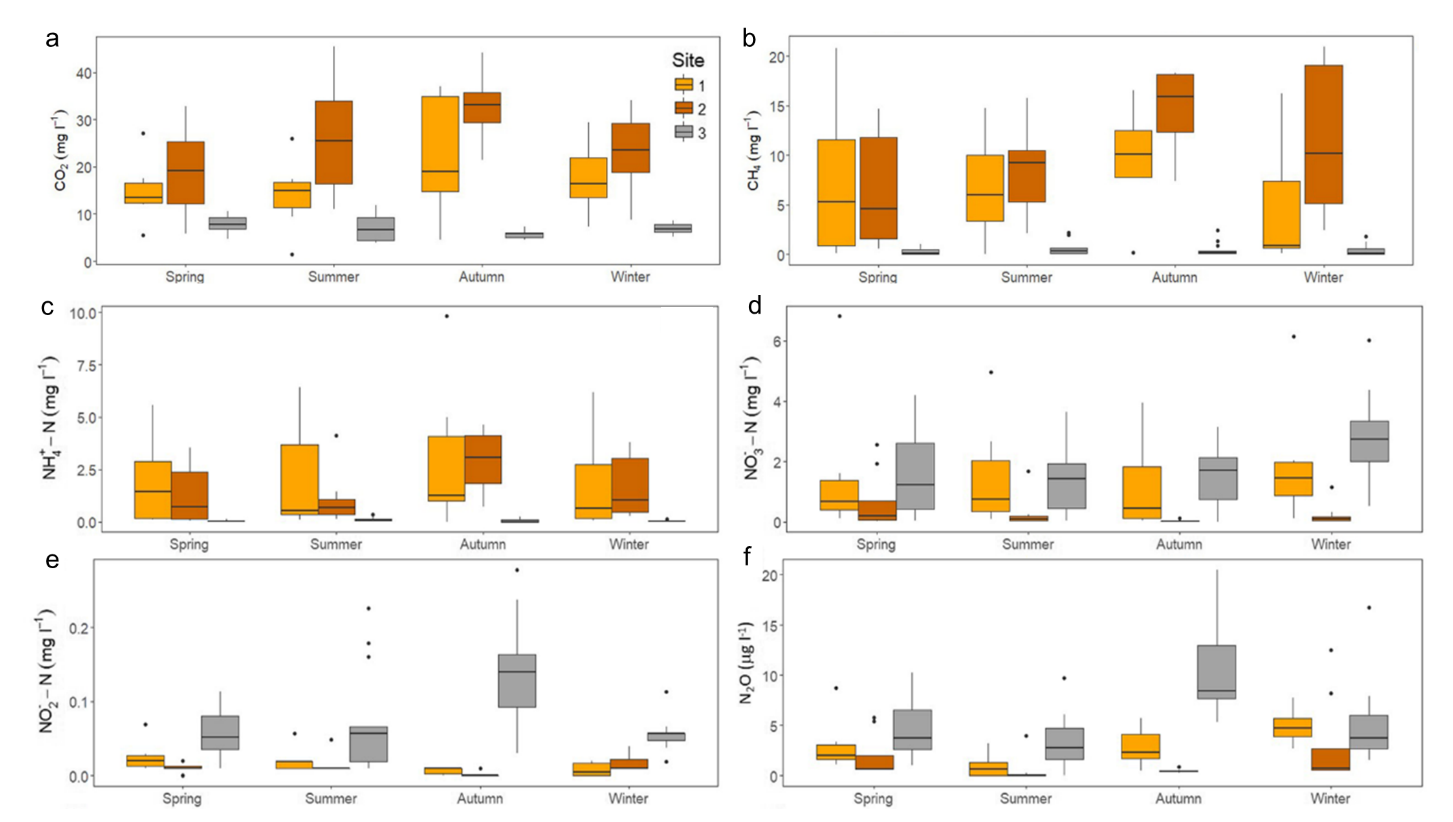 a
CO₂ (mg l⁻¹)
40
30
20
10
0
Spring Summer Autumn Winter
Site
1
2
3
b
CH₄ (mg l⁻¹)
20
15
10
5
0
Spring Summer Autumn Winter
c
NH₄⁺ – N (mg l⁻¹)
10.0
7.5
5.0
2.5
0.0
Spring Summer Autumn Winter
d
NO₃⁻ – N (mg l⁻¹)
6
4
2
0
Spring Summer Autumn Winter
e
NO₂⁻ – N (mg l⁻¹)
0.2
0.1
0.0
Spring Summer Autumn Winter
f
N₂O (µg l⁻¹)
20
15
10
5
0
Spring Summer Autumn Winter